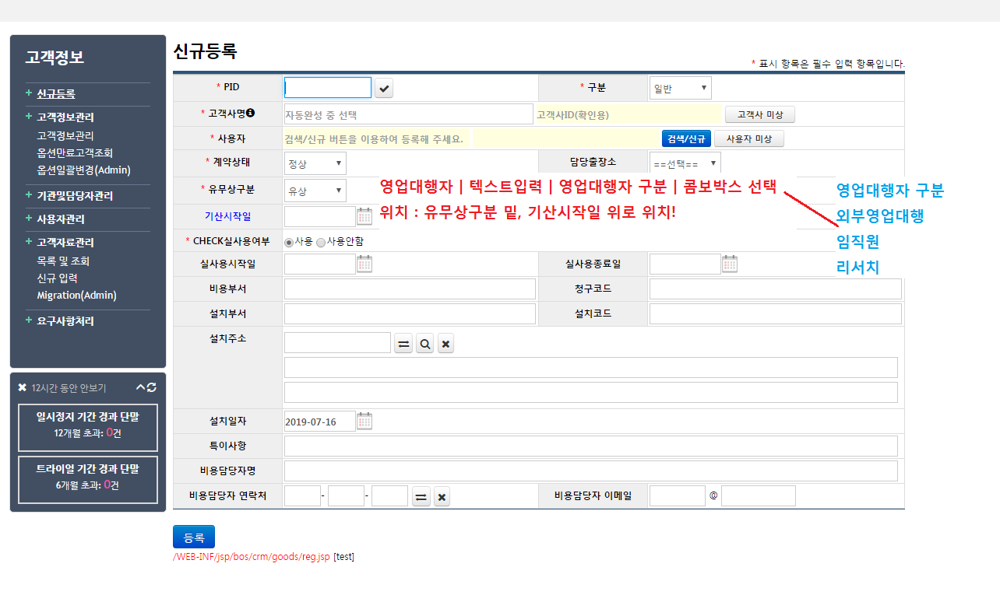 고객정보
+ 신규등록
+ 고객정보관리
고객정보관리
옵션만료고객조회
옵션일괄변경(Admin)
+ 기관및담당자관리
+ 사용자관리
+ 고객자료관리
목록 및 조회
신규 입력
Migration(Admin)
+ 요구사항처리
12시간 동안 안보기
일시정지 기간 경과 단말
12개월 초과: 0건
트라이얼 기간 경과 단말
6개월 초과: 0건
신규등록
* 표시 항목은 필수 입력 항목입니다.
* PID
* 구분 일반
* 고객사명 자동완성 중 선택 고객사ID(확인용) 고객사 미상
* 사용자 검색/신규 버튼을 이용하여 등록해 주세요. 검색/신규 사용자 미상
* 계약상태 정상 담당출장소 ==선택==
* 유무상구분 유상
영업대행자 | 텍스트입력 | 영업대행자 구분 | 콤보박스 선택
위치 : 유무상구분 밑, 기산시작일 위로 위치!
영업대행자 구분
외부영업대행
임직원
리서치
기산시작일
* CHECK실사용여부 사용 사용안함
실사용시작일 실사용종료일
비용부서 청구코드
설치부서 설치코드
설치주소
설치일자 2019-07-16
특이사항
비용담당자명
비용담당자 연락처 - - 비용담당자 이메일 @
등록
/WEB-INF/jsp/bos/crm/goods/reg.jsp [test]